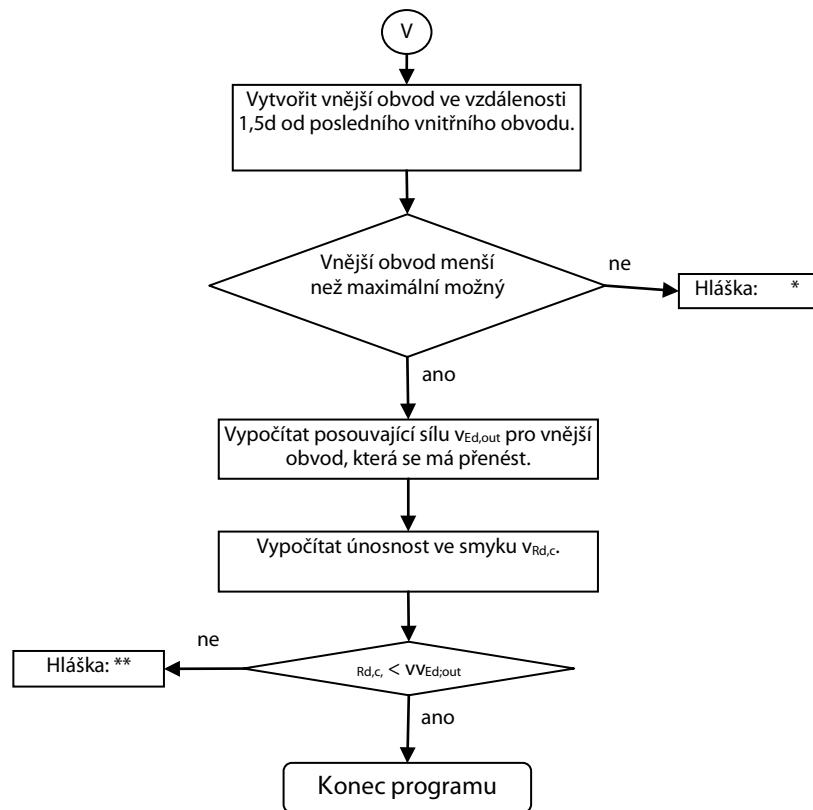 V
Vytvořit vnější obvod ve vzdálenosti
1,5d od posledního vnitřního obvodu.
Vnější obvod menší
než maximální možný
ne
Hláška: *
ano
Vypočítat posouvající sílu vEd,out pro vnější
obvod, která se má přenést.
Vypočítat únosnost ve smyku vRd,c.
ne
Hláška: **
Rd,c, < vvEd;out
ano
Konec programu